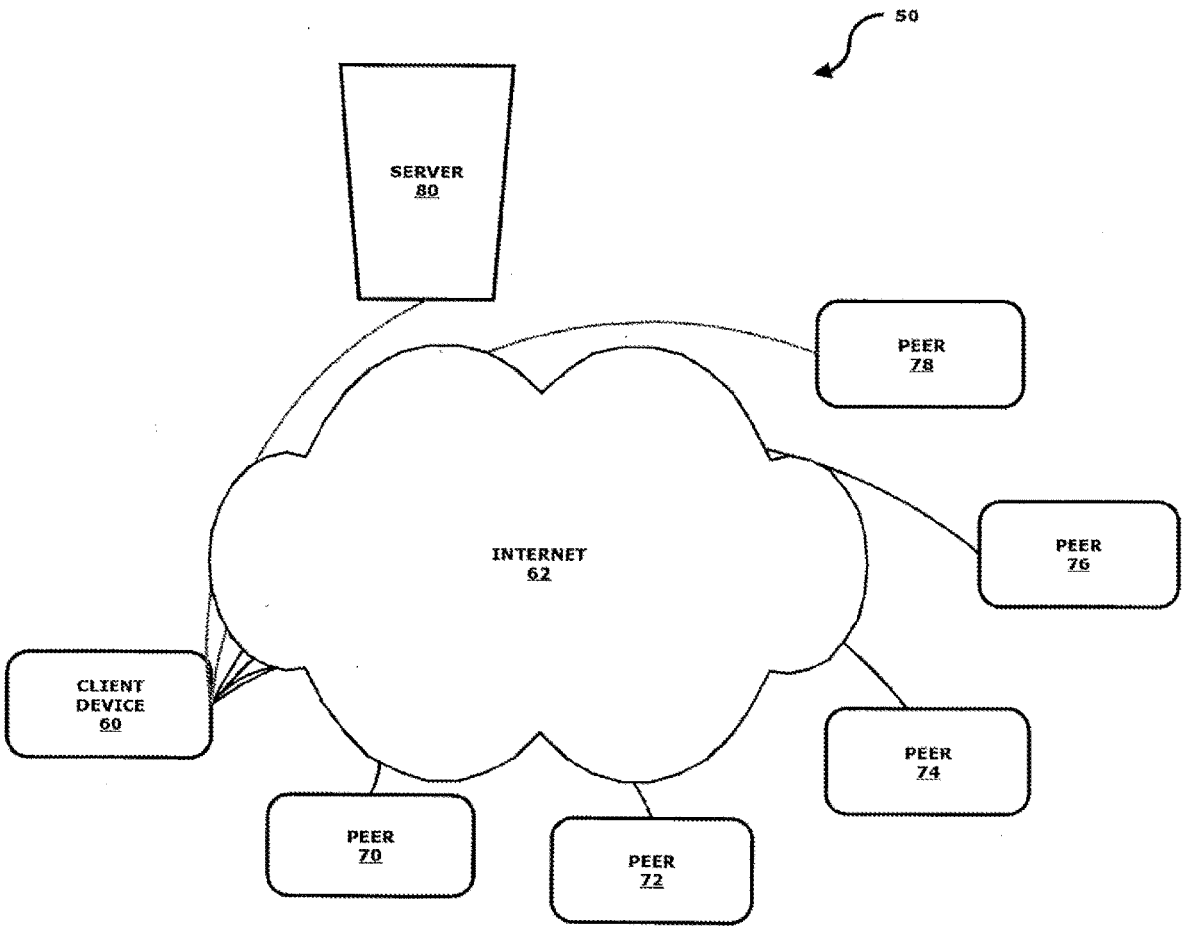 50
SERVER
80
PEER
78
PEER
76
INTERNET
62
CLIENT
DEVICE
60
PEER
74
PEER
70
PEER
72